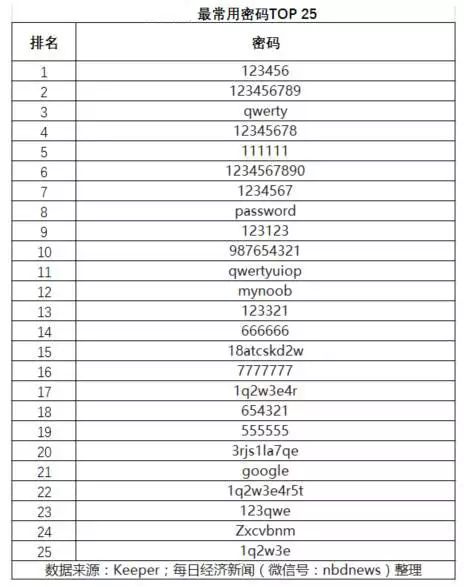 最常用密码TOP 25
排名 密码
1 123456
2 123456789
3 qwerty
4 12345678
5 111111
6 1234567890
7 1234567
8 password
9 123123
10 987654321
11 qwertyuiop
12 mynoob
13 123321
14 666666
15 18atcskd2w
16 7777777
17 1q2w3e4r
18 654321
19 555555
20 3rjs1la7qe
21 google
22 1q2w3e4r5t
23 123qwe
24 Zxcvbnm
25 1q2w3e
数据来源：Keeper；每日经济新闻（微信号：nbdnews）整理